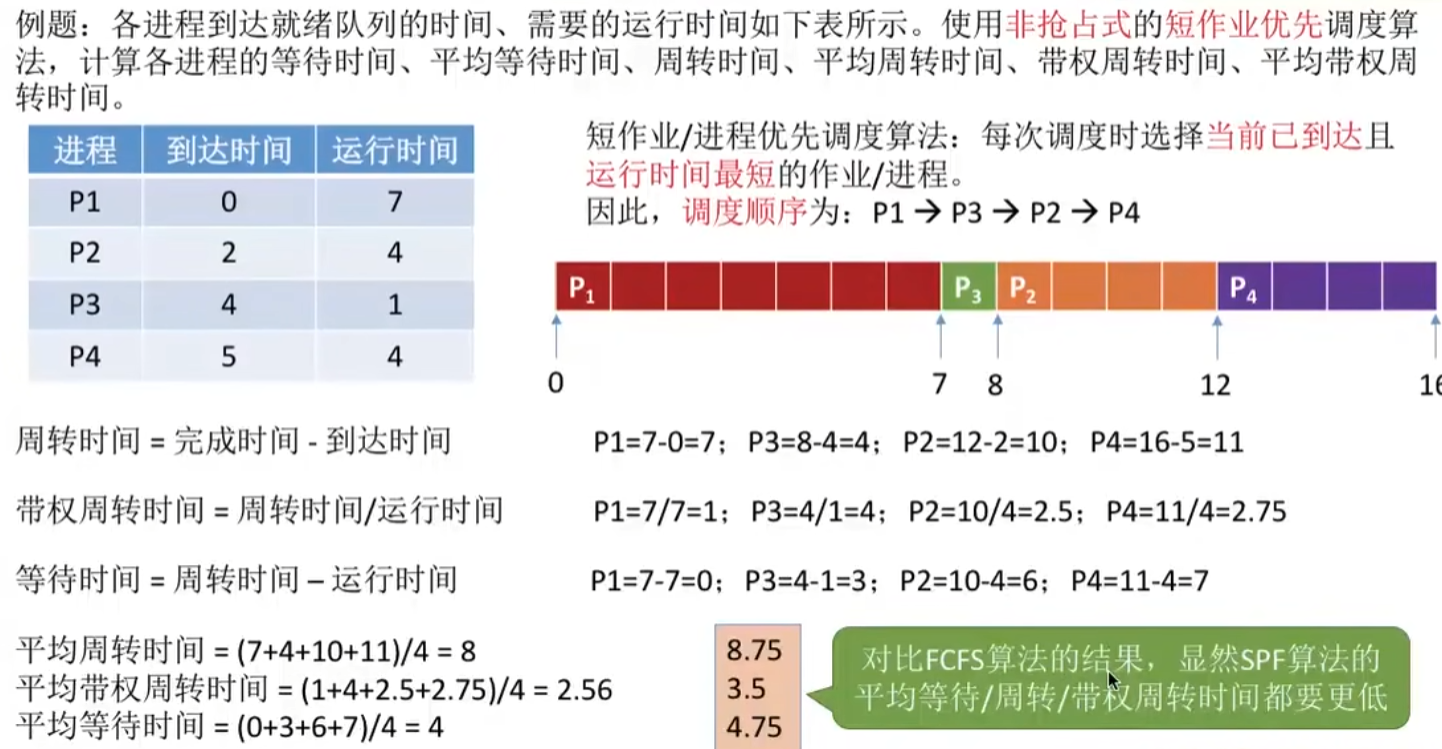 例题：各进程到达就绪队列的时间、需要的运行时间如下表所示。使用非抢占式的短作业优先调度算
法，计算各进程的等待时间、平均等待时间、周转时间、平均周转时间、带权周转时间、平均带权周
转时间。
进程 到达时间 运行时间
P1 0 7
P2 2 4
P3 4 1
P4 5 4
短作业/进程优先调度算法：每次调度时选择当前已到达且
运行时间最短的作业/进程。
因此，调度顺序为：P1 → P3 → P2 → P4
P1 P3 P2 P4
0 7 8 12 16
周转时间 = 完成时间 - 到达时间
P1=7-0=7；P3=8-4=4；P2=12-2=10；P4=16-5=11
带权周转时间 = 周转时间/运行时间
P1=7/7=1；P3=4/1=4；P2=10/4=2.5；P4=11/4=2.75
等待时间 = 周转时间 – 运行时间
P1=7-7=0；P3=4-1=3；P2=10-4=6；P4=11-4=7
平均周转时间 = (7+4+10+11)/4 = 8
平均带权周转时间 = (1+4+2.5+2.75)/4 = 2.56
平均等待时间 = (0+3+6+7)/4 = 4
8.75
3.5
4.75
对比FCFS算法的结果，显然SPF算法的
平均等待/周转/带权周转时间都要更低